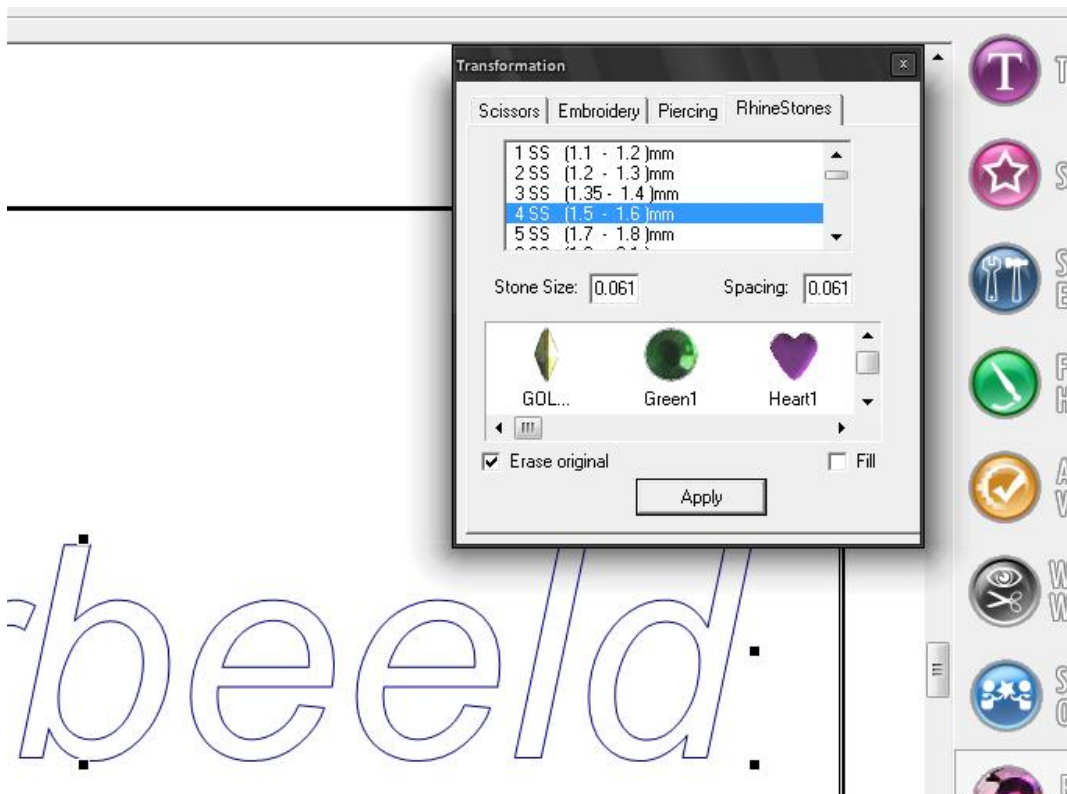 Transformation
x
Scissors Embroidery Piercing RhineStones
1 SS (1.1 - 1.2 )mm
2 SS (1.2 - 1.3 )mm
3 SS (1.35 - 1.4 )mm
4 SS (1.5 - 1.6 )mm
5 SS (1.7 - 1.8 )mm
Stone Size: 0.061 Spacing: 0.061
GOL... Green1 Heart1
Erase original Fill
Apply
beeld
T